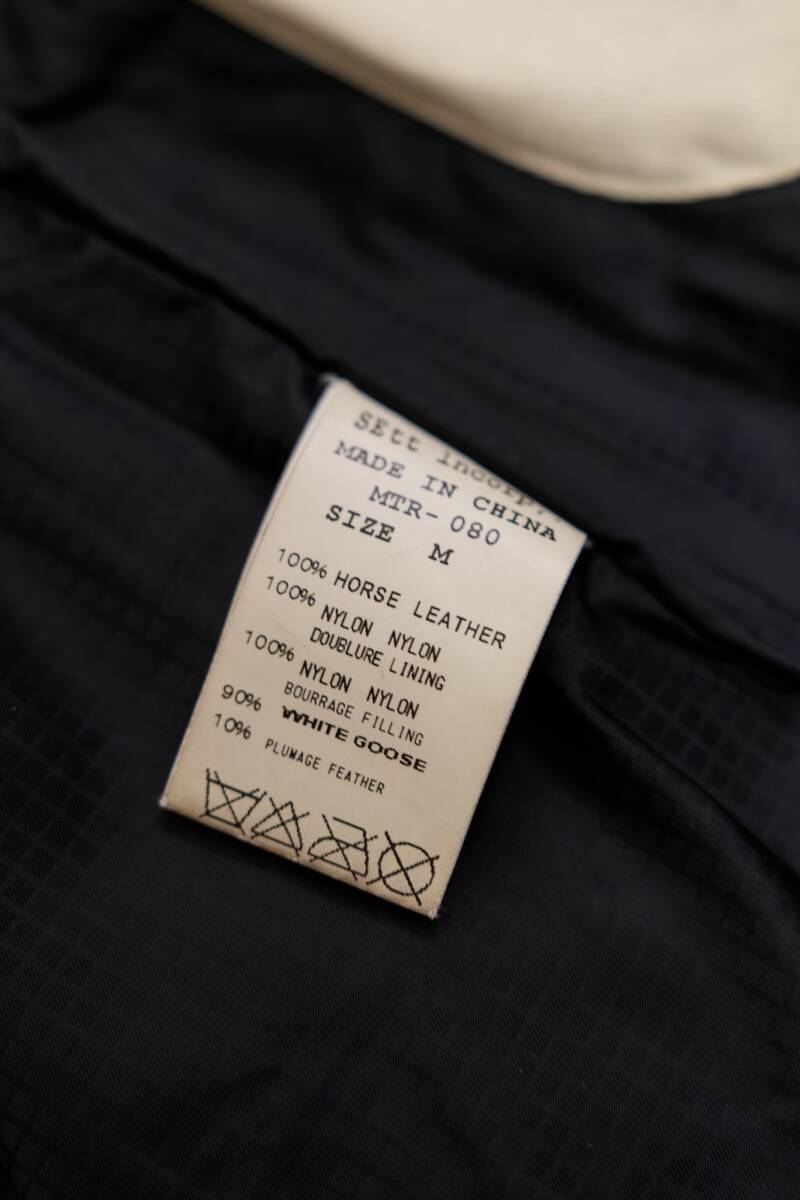 SEtt incorp.
MADE IN CHINA
MTR-080
SIZE M
100% HORSE LEATHER
100% NYLON NYLON
DOUBLURE LINING
100% NYLON NYLON
BOURRAGE FILLING
90% WHITE GOOSE
10% PLUMAGE FEATHER